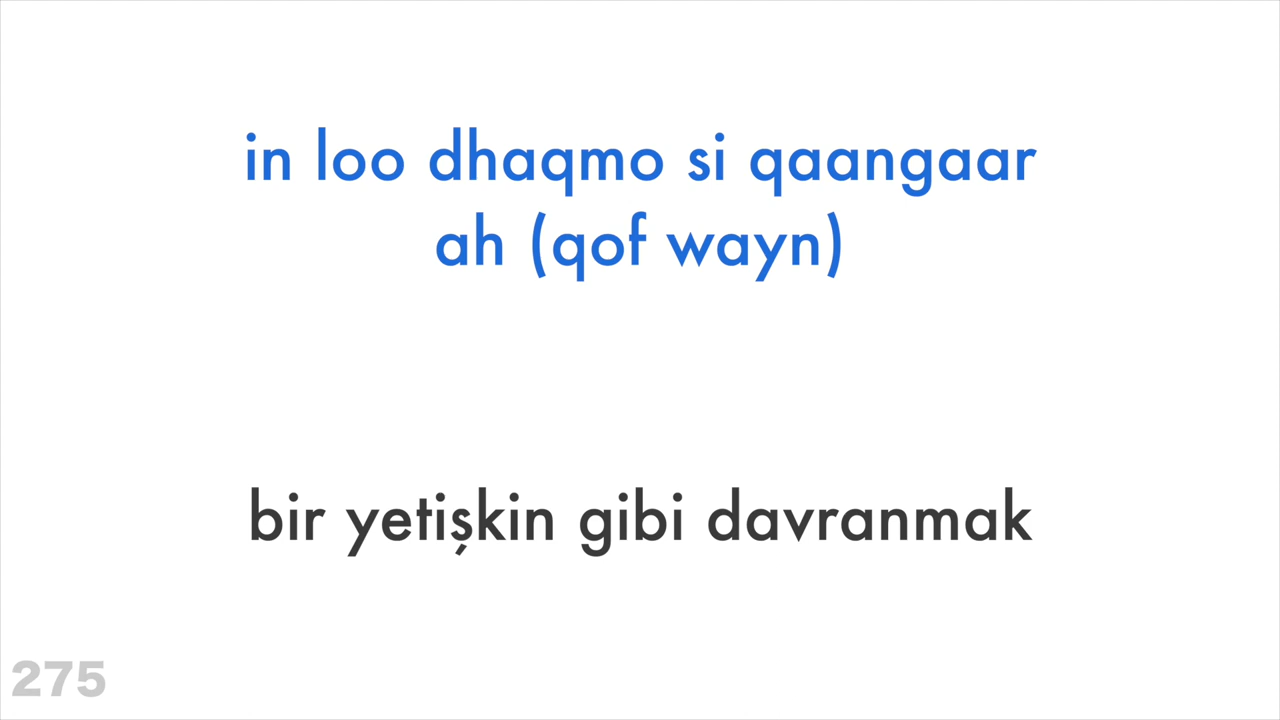 in loo dhaqmo si qaangaar
ah (qof wayn)
bir yetişkin gibi davranmak
275